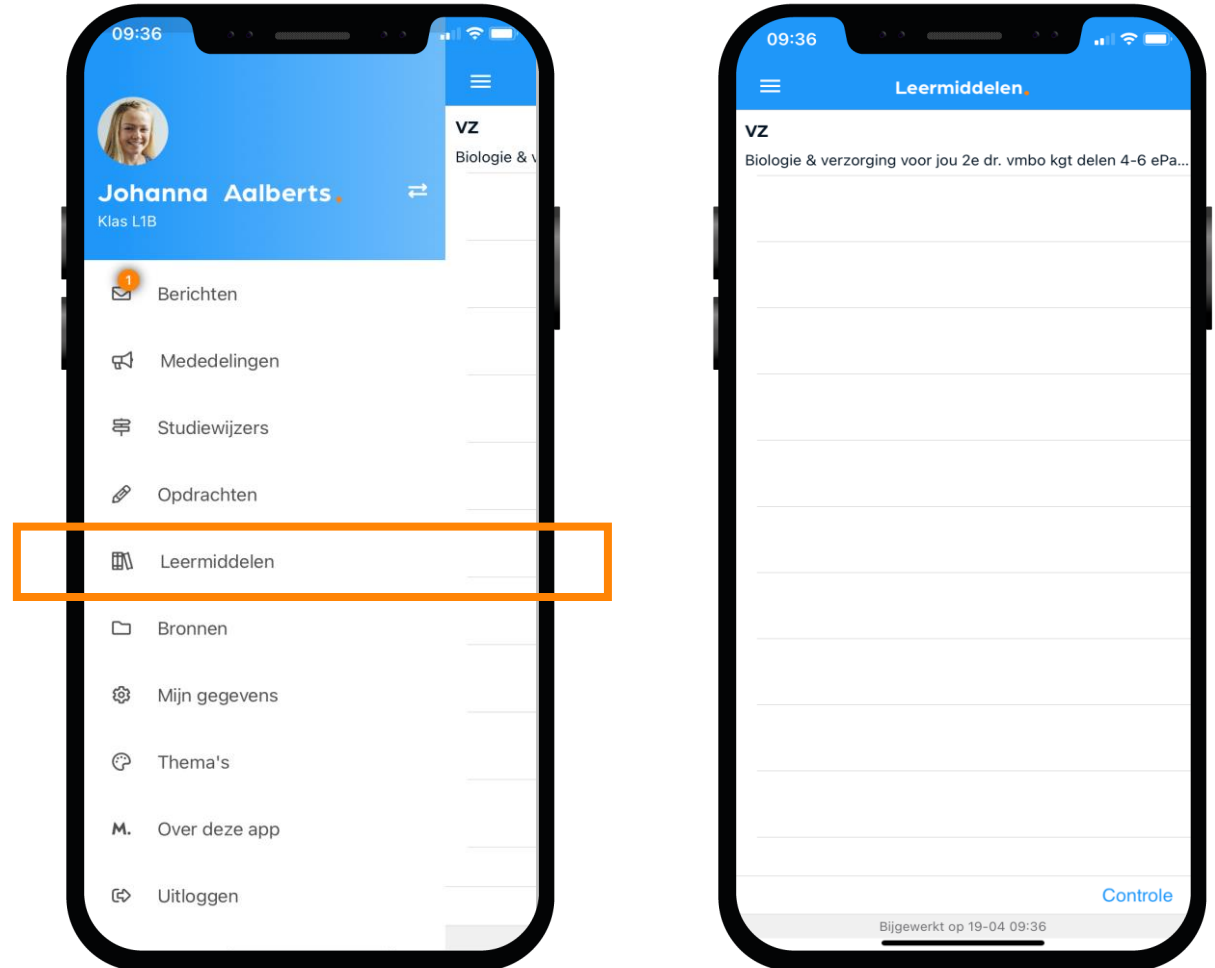 09:36
VZ
Biologie & v
Johanna Aalberts.
Klas L1B
1
Berichten
Mededelingen
Studiewijzers
Opdrachten
Leermiddelen
Bronnen
Mijn gegevens
Thema's
M. Over deze app
Uitloggen
09:36
Leermiddelen.
VZ
Biologie & verzorging voor jou 2e dr. vmbo kgt delen 4-6 ePa...
Controle
Bijgewerkt op 19-04 09:36